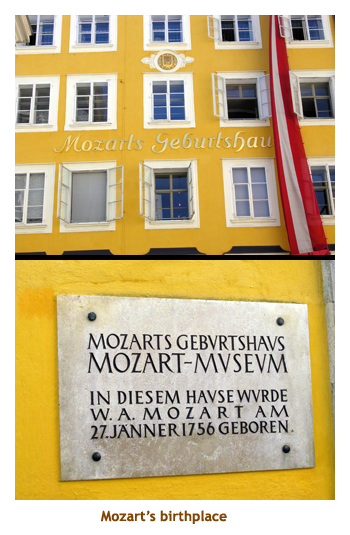 Mozarts Geburtshau
MOZARTS GEBVRTSHAVS
MOZART-MVSEVM
IN DIESEM HAVSE WVRDE
W. A. MOZART AM
27. JÄNNER 1756 GEBOREN.
Mozart's birthplace